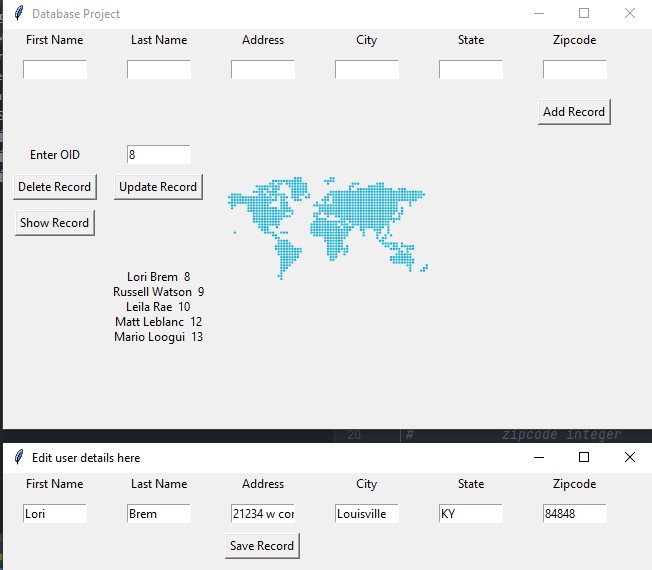 Database Project
First Name Last Name Address City State Zipcode
Add Record
Enter OID 8
Delete Record Update Record
Show Record
Lori Brem 8
Russell Watson 9
Leila Rae 10
Matt Leblanc 12
Mario Loogui 13
20 # zipcode integer
Edit user details here
First Name Last Name Address City State Zipcode
Lori Brem 21234 w Louisville KY 84848
Save Record